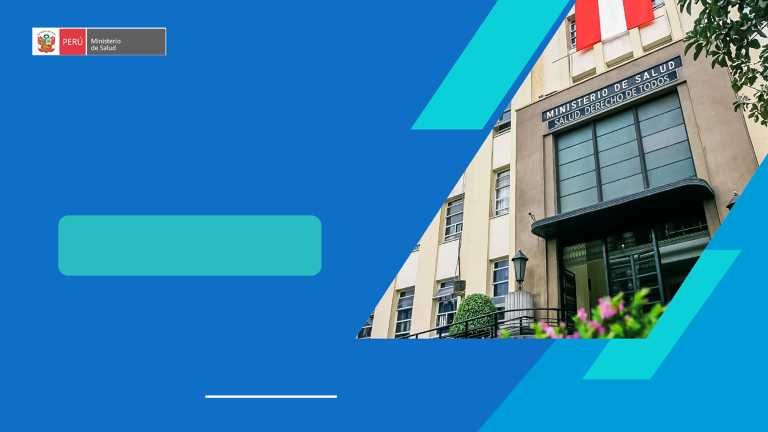 PERÚ
Ministerio
de Salud
MINISTERIO DE SALUD
SALUD, DERECHO DE TODOS